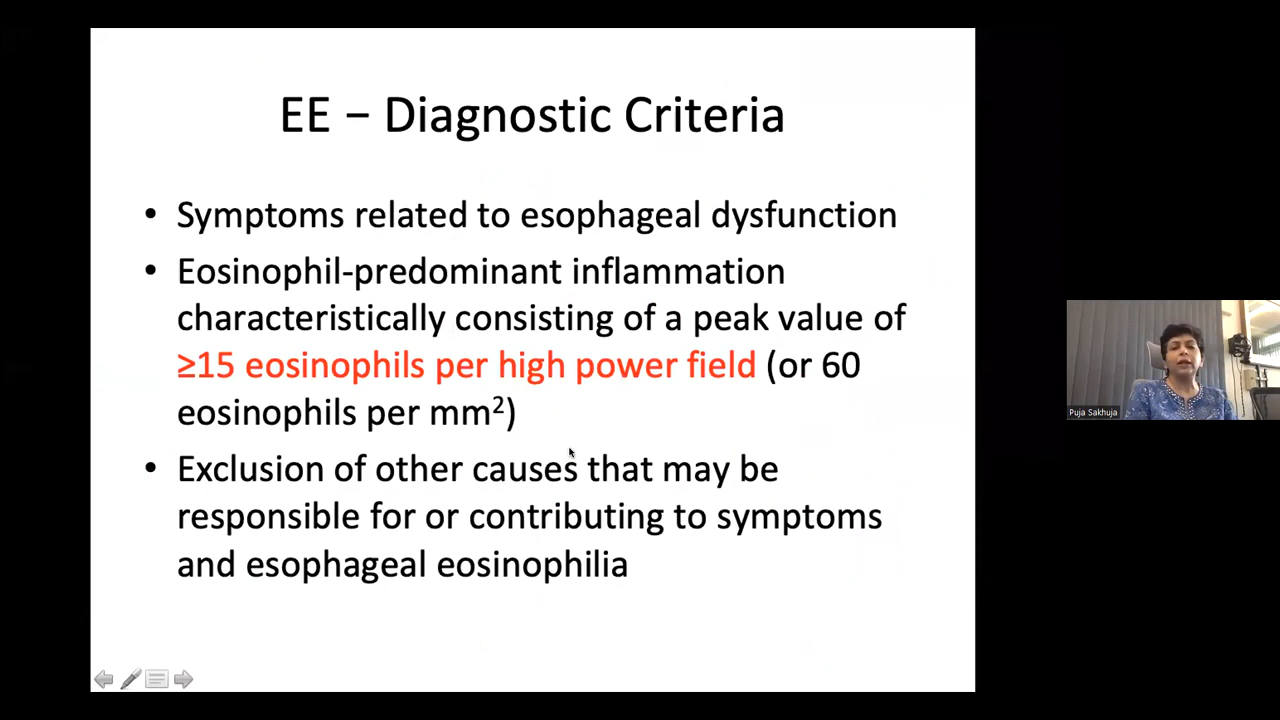 EE – Diagnostic Criteria
• Symptoms related to esophageal dysfunction
• Eosinophil-predominant inflammation
characteristically consisting of a peak value of
≥15 eosinophils per high power field (or 60
eosinophils per mm²)
• Exclusion of other causes that may be
responsible for or contributing to symptoms
and esophageal eosinophilia
Puja Sakhuja